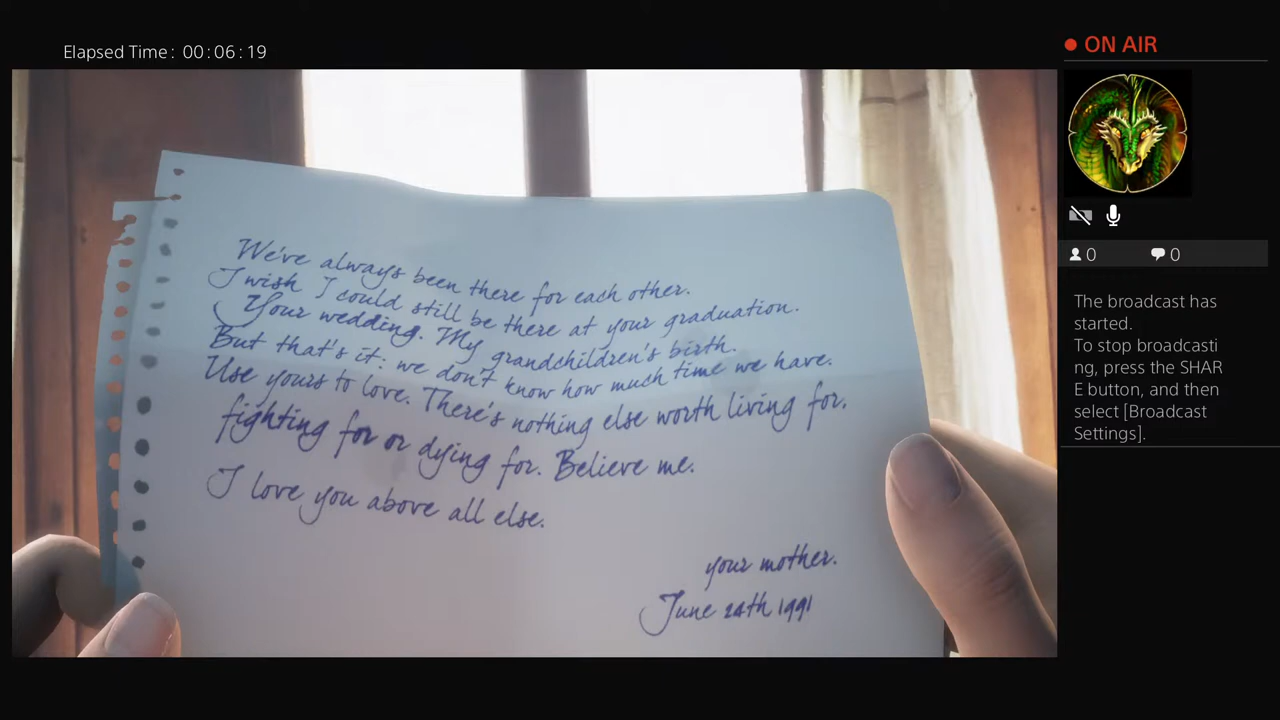 Elapsed Time: 00:06:19
ON AIR
We've always been there for each other.
I wish I could still be there at your graduation.
Your wedding. My grandchildren's birth.
But that's it: we don't know how much time we have.
Use yours to love. There's nothing else worth living for.
fighting for or dying for. Believe me.
I love you above all else.
your mother.
June 24th 1991
0
0
The broadcast has
started.
To stop broadcasti
ng, press the SHAR
E button, and then
select [Broadcast
Settings].